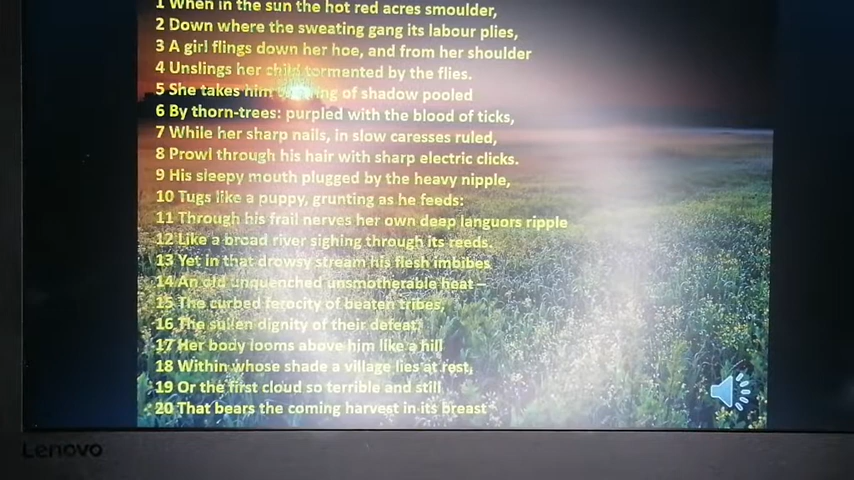 1 When in the sun the hot red acres smoulder,
2 Down where the sweating gang its labour plies,
3 A girl flings down her hoe, and from her shoulder
4 Unslings her child tormented by the flies.
5 She takes him ring of shadow pooled
6 By thorn-trees: purpled with the blood of ticks,
7 While her sharp nails, in slow caresses ruled,
8 Prowl through his hair with sharp electric clicks.
9 His sleepy mouth plugged by the heavy nipple,
10 Tugs like a puppy, grunting as he feeds:
11 Through his frail nerves her own deep languors ripple
12 Like a broad river sighing through its reeds.
13 Yet in that drowsy stream his flesh imbibes
14 An old unquenched unsmotherable heat –
15 The curbed ferocity of beaten tribes,
16 The sullen dignity of their defeat.
17 Her body looms above him like a hill
18 Within whose shade a village lies at rest,
19 Or the first cloud so terrible and still
20 That bears the coming harvest in its breast
Lenovo